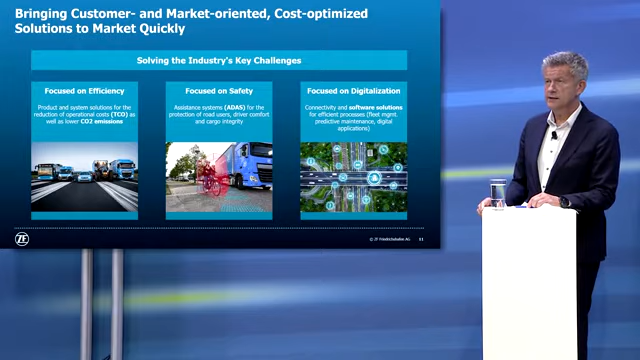 Bringing Customer- and Market-oriented, Cost-optimized
Solutions to Market Quickly
Solving the Industry's Key Challenges
Focused on Efficiency
Product and system solutions for the
reduction of operational costs (TCO) as
well as lower CO2 emissions
Focused on Safety
Assistance systems (ADAS) for the
protection of road users, driver comfort
and cargo integrity
Focused on Digitalization
Connectivity and software solutions
for efficient processes (fleet mgmt.
predictive maintenance, digital
applications)
ZF
© ZF Friedrichshafen AG